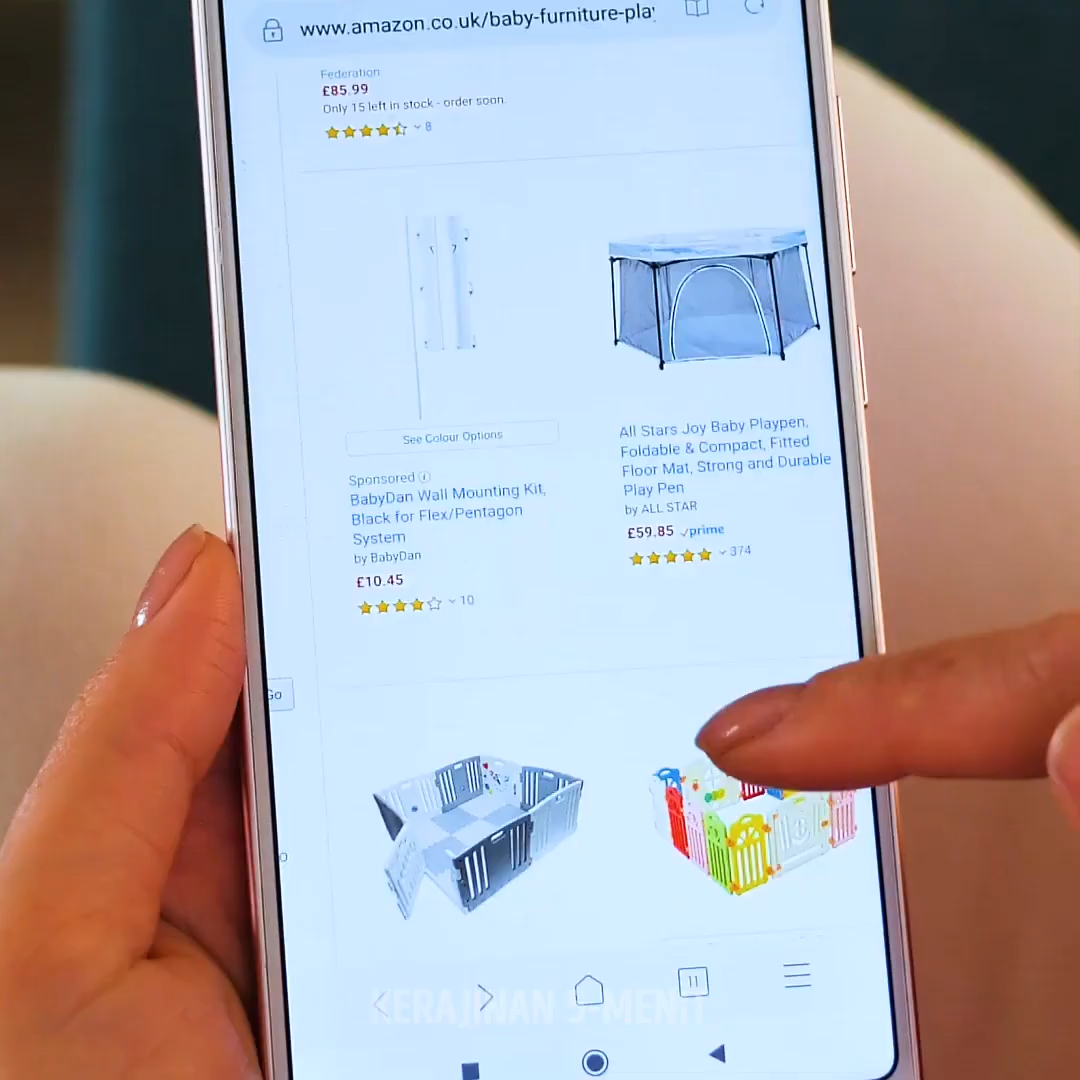 www.amazon.co.uk/baby-furniture-pla
Federation
£85.99
Only 15 left in stock - order soon.
8
See Colour Options
Sponsored
BabyDan Wall Mounting Kit,
Black for Flex/Pentagon
System
by BabyDan
£10.45
10
All Stars Joy Baby Playpen,
Foldable & Compact, Fitted
Floor Mat, Strong and Durable
Play Pen
by ALL STAR
£59.85 prime
374
Go
KERAJINAN 5-MENIT